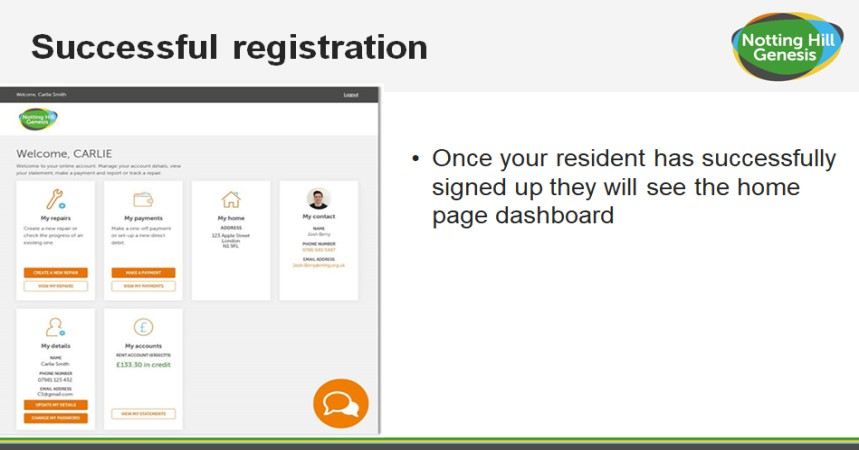 Successful registration
Notting Hill
Genesis
Welcome, Carlie Smith
Logout
Notting Hill
Genesis
Welcome, CARLIE
Welcome to your online account. Manage your account details, view
your statement, make a payment and report or track a repair.
My repairs
Create a new repair or
check the progress of an
existing one.
CREATE A NEW REPAIR
VIEW MY REPAIRS
My payments
Make a one-off payment
or set up a new direct
debit.
MAKE A PAYMENT
VIEW MY PAYMENTS
My home
ADDRESS
123 Apple Street
London
N1 9FL
My contact
NAME
Josh Berry
PHONE NUMBER
EMAIL ADDRESS
My details
NAME
Carlie Smith
PHONE NUMBER
07981 123 432
EMAIL ADDRESS
CS@gmail.com
UPDATE MY DETAILS
CHANGE MY PASSWORD
My accounts
RENT ACCOUNT
£133.30 in credit
VIEW MY STATEMENTS
• Once your resident has successfully
signed up they will see the home
page dashboard